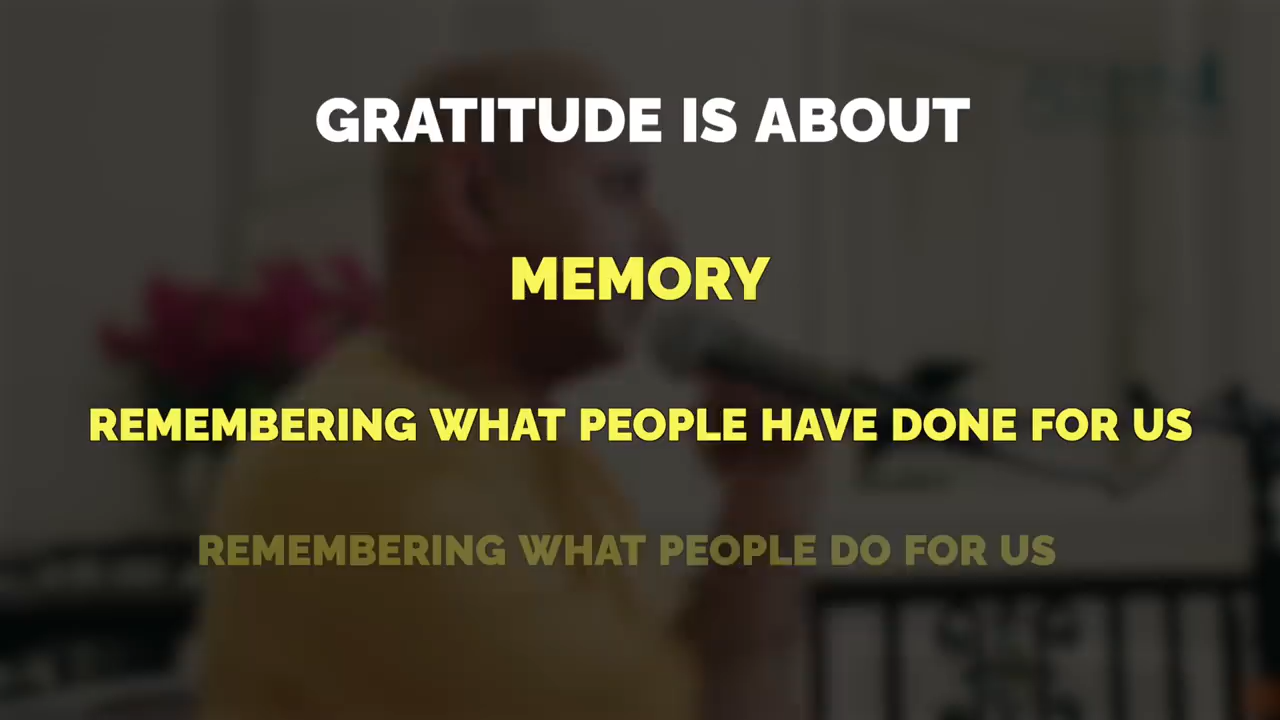 GRATITUDE IS ABOUT
MEMORY
REMEMBERING WHAT PEOPLE HAVE DONE FOR US
REMEMBERING WHAT PEOPLE DO FOR US